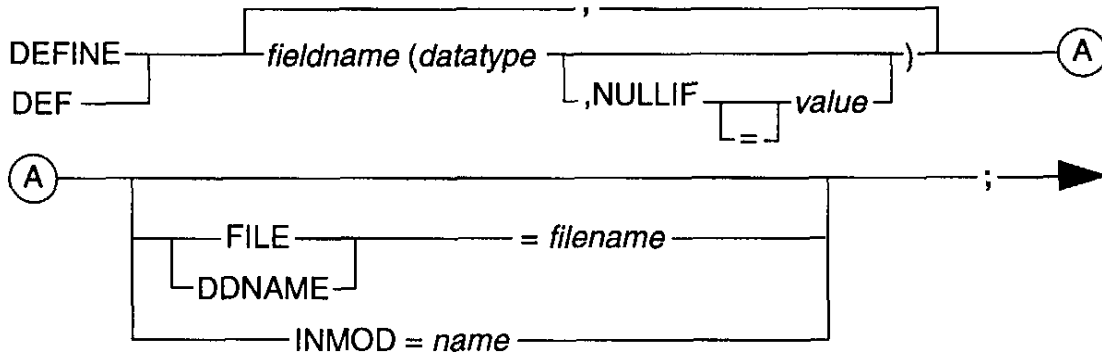 ,
DEFINE fieldname (datatype ) A
DEF ,NULLIF value
=
A ;
FILE = filename
DDNAME
INMOD = name